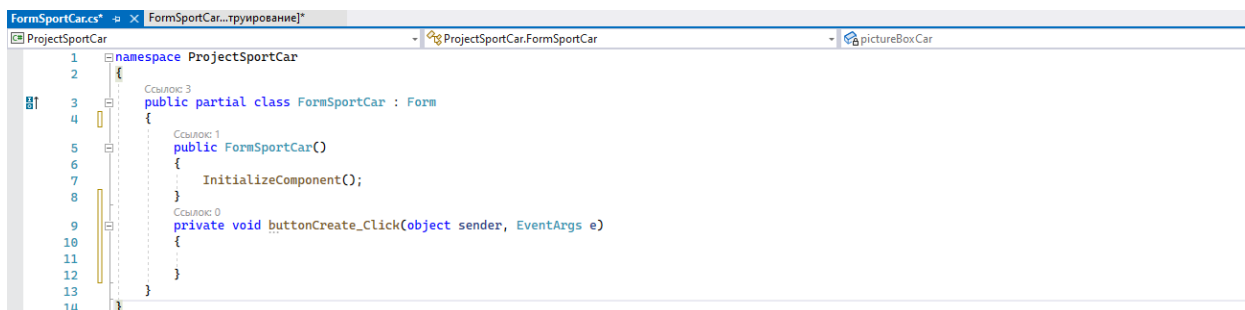 FormSportCar.cs* FormSportCar...труирование]*
ProjectSportCar ProjectSportCar.FormSportCar pictureBoxCar
1 namespace ProjectSportCar
2 {
Ссылок: 3
3 public partial class FormSportCar : Form
4 {
Ссылок: 1
5 public FormSportCar()
6 {
7 InitializeComponent();
8 }
Ссылок: 0
9 private void buttonCreate_Click(object sender, EventArgs e)
10 {
11
12 }
13 }
14 }